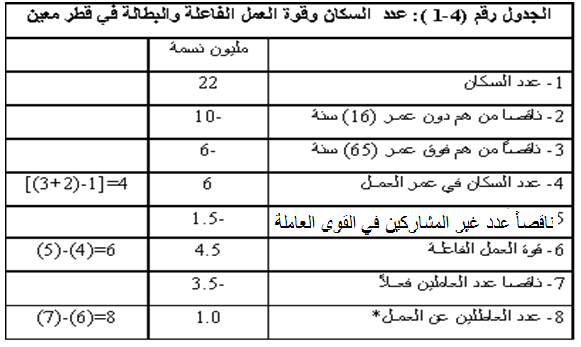 الجدول رقم (4-1 ): عدد السكان وقوة العمل الفاعلة والبطالة في قطر معين
مليون نسمة
1- عدد السكان 22
2- ناقصا من هم دون عمر (16) سنة -10
3- ناقصاً من هم فوق عمر (65) سنة -6
4- عدد السكان في عمر العمل 6 4=[1-(2+3)]
5 ناقصاً عدد غير المشاركين في القوي العاملة -1.5
6- قوة العمل الفاعلة 4.5 6=(4)-(5)
7- ناقصا عدد العاملين فعلاً -3.5
8- عدد العاطلين عن العمل* 1.0 8=(6)-(7)